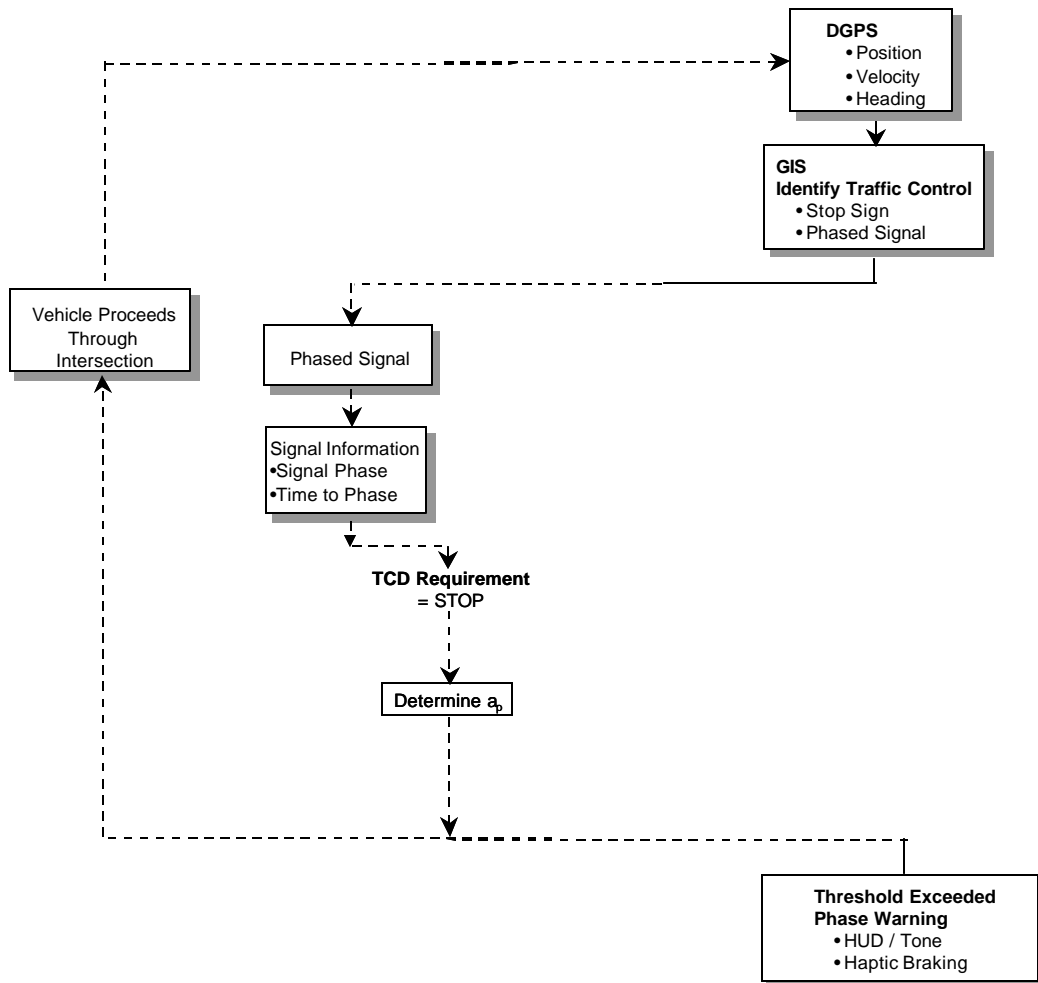 DGPS
•Position
•Velocity
•Heading
GIS
Identify Traffic Control
•Stop Sign
•Phased Signal
Vehicle Proceeds
Through
Intersection
Phased Signal
Signal Information
•Signal Phase
•Time to Phase
TCD Requirement
= STOP
Determine ap
Threshold Exceeded
Phase Warning
•HUD / Tone
•Haptic Braking